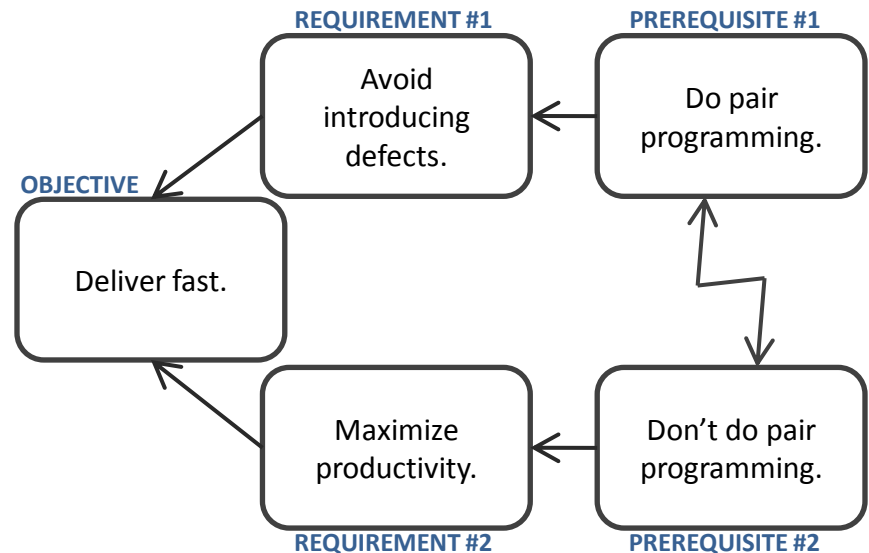 REQUIREMENT #1
PREREQUISITE #1
Avoid
introducing
defects.
Do pair
programming.
OBJECTIVE
Deliver fast.
Maximize
productivity.
Don’t do pair
programming.
REQUIREMENT #2
PREREQUISITE #2